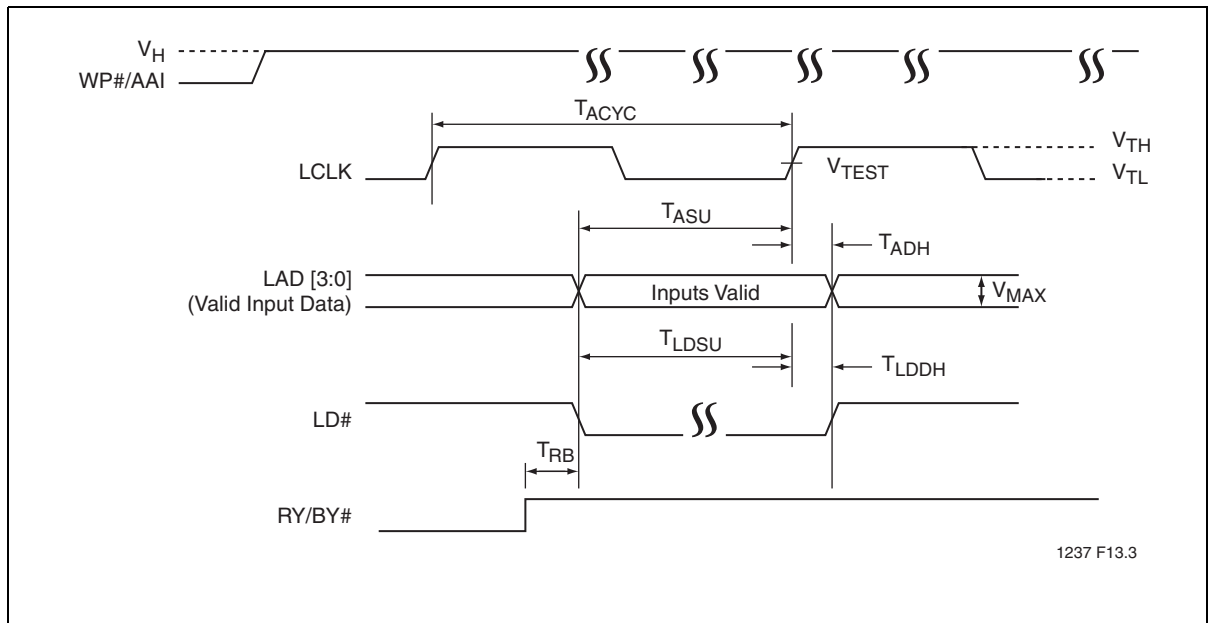 VH
WP#/AAI
TACYC
LCLK
VTH
VTEST
VTL
TASU
TADH
LAD [3:0]
(Valid Input Data)
Inputs Valid
VMAX
TLDSU
TLDDH
LD#
TRB
RY/BY#
1237 F13.3